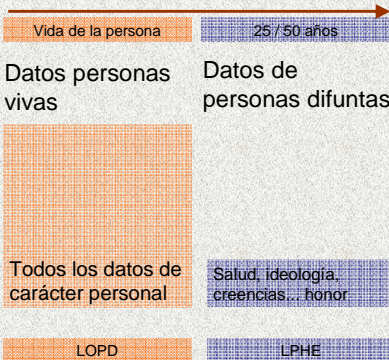 Vida de la persona
25 / 50 años
Datos personas
vivas
Datos de
personas difuntas
Todos los datos de
carácter personal
Salud, ideología,
creencias... honor
LOPD
LPHE